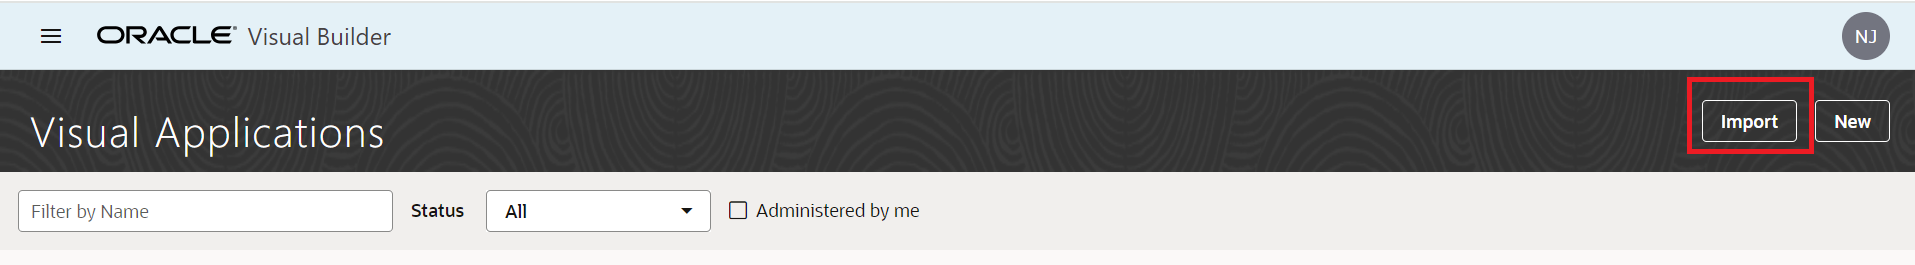 ORACLE Visual Builder
NJ
Visual Applications
Import
New
Filter by Name
Status
All
Administered by me